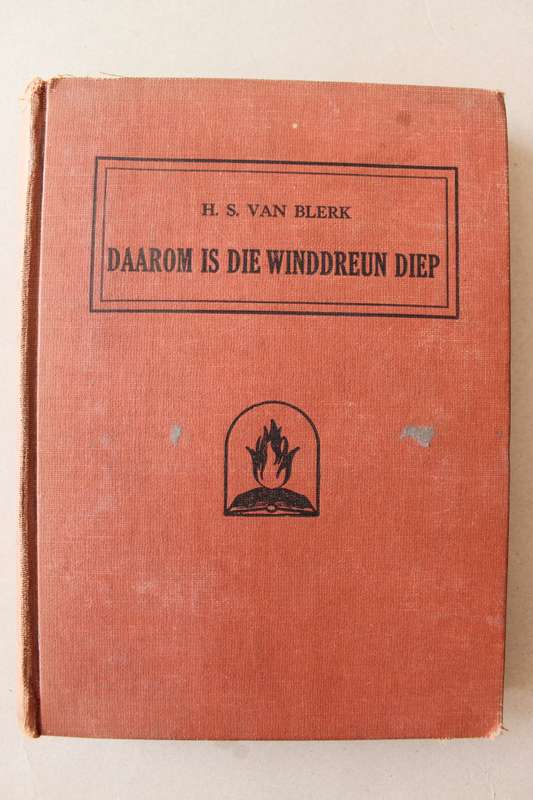 H. S. VAN BLERK
DAAROM IS DIE WINDDREUN DIEP